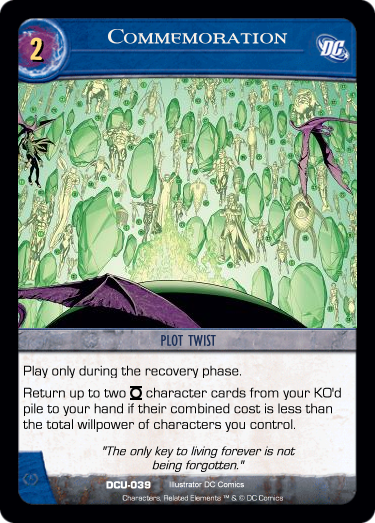 2
COMMEMORATION
DC
PLOT TWIST
Play only during the recovery phase.
Return up to two character cards from your KO'd
pile to your hand if their combined cost is less than
the total willpower of characters you control.
"The only key to living forever is not
being forgotten."
DCU-039 Illustrator DC Comics
Characters, Related Elements ™ & © DC Comics